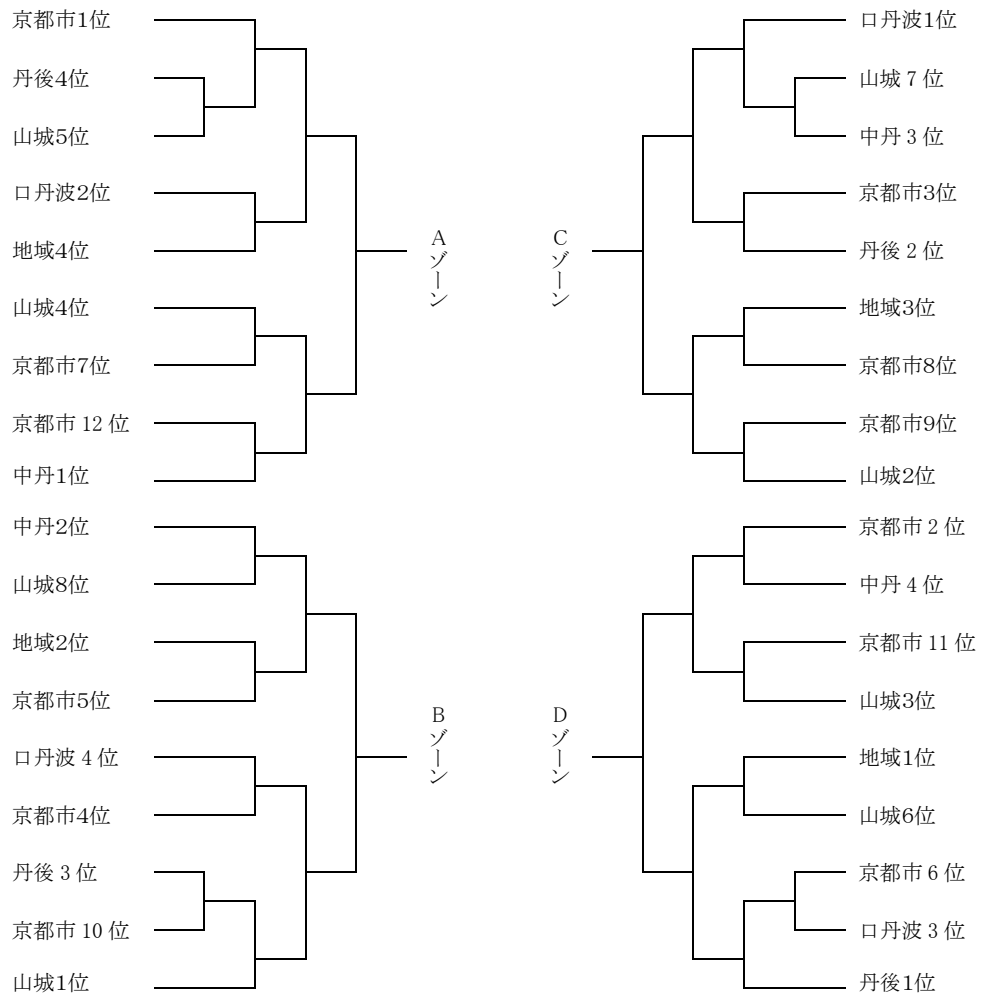 京都市1位
丹後4位
山城5位
口丹波2位
地域4位
山城4位
京都市7位
京都市 12 位
中丹1位
Aゾーン
中丹2位
山城8位
地域2位
京都市5位
口丹波 4 位
京都市4位
丹後 3 位
京都市 10 位
山城1位
Bゾーン
口丹波1位
山城 7 位
中丹 3 位
京都市3位
丹後 2 位
地域3位
京都市8位
京都市9位
山城2位
Cゾーン
京都市 2 位
中丹 4 位
京都市 11 位
山城3位
地域1位
山城6位
京都市 6 位
口丹波 3 位
丹後1位
Dゾーン